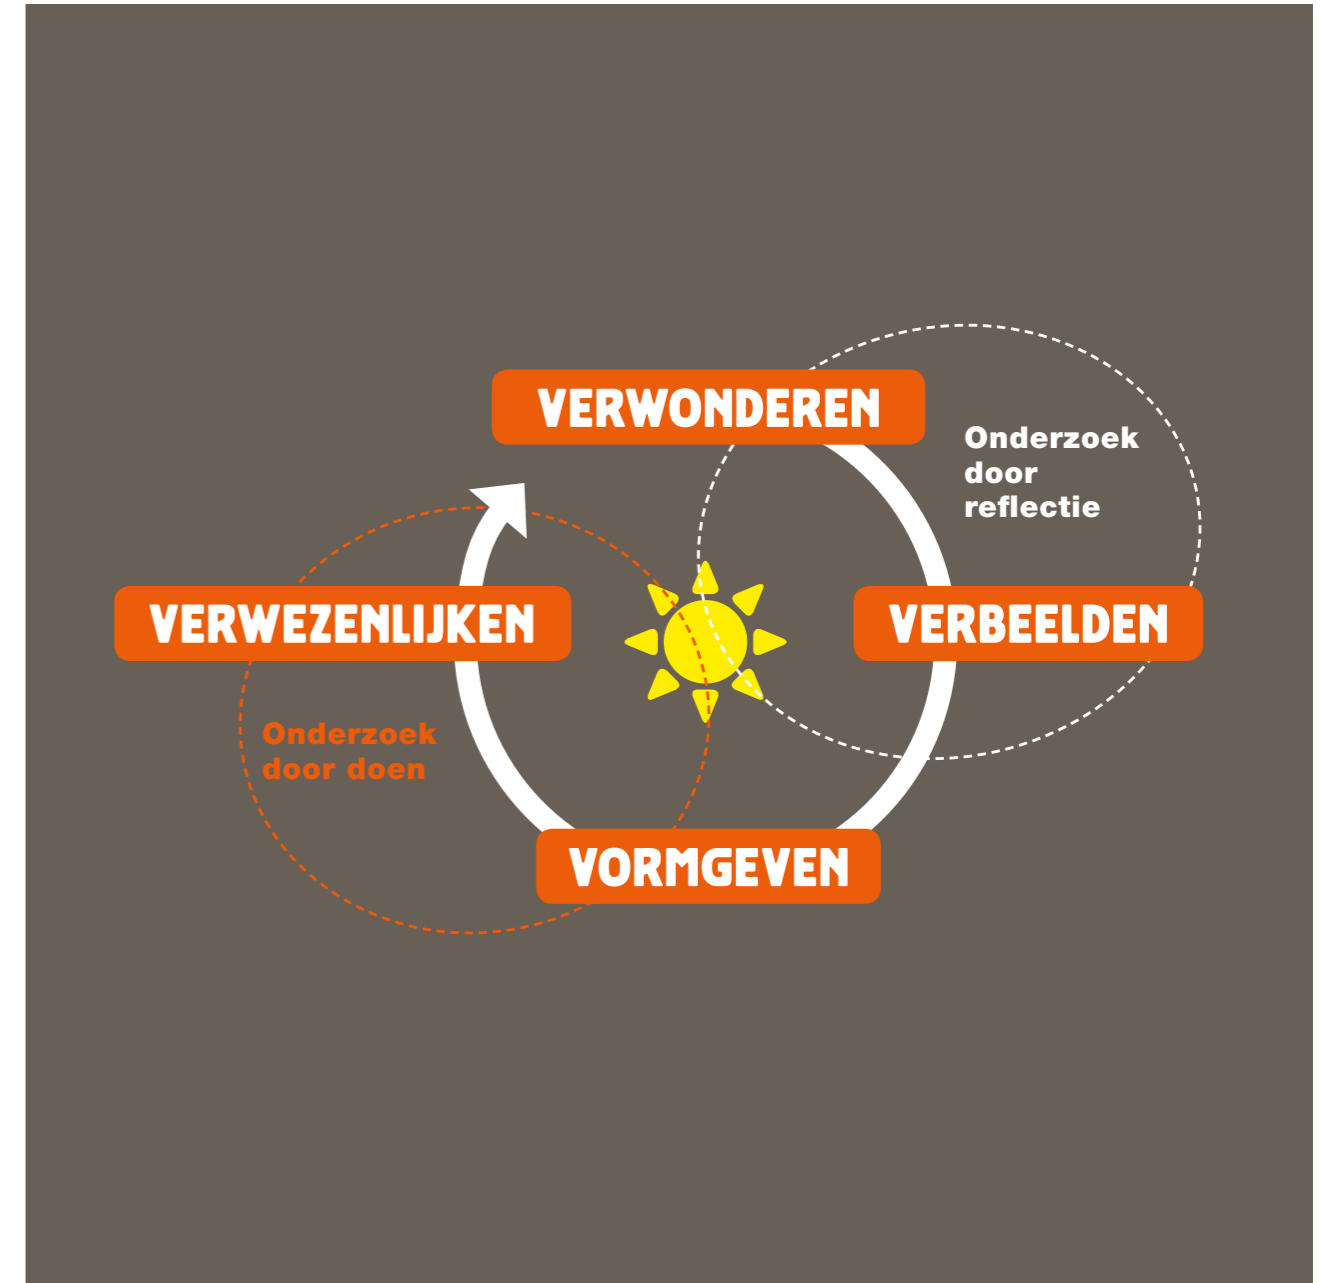 VERWONDEREN
Onderzoek
door
reflectie
VERWEZENLIJKEN
VERBEELDEN
Onderzoek
door doen
VORMGEVEN